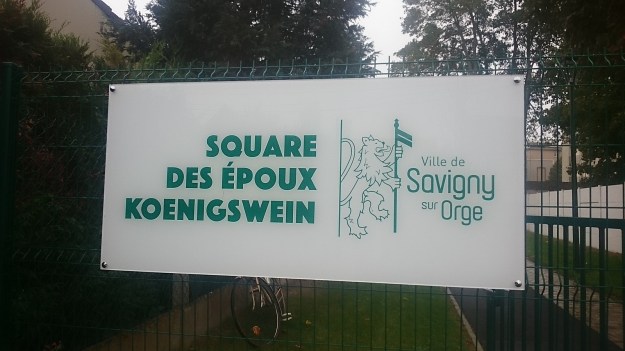 SQUARE
DES ÉPOUX
KOENIGSWEIN
Ville de
Savigny
sur Orge